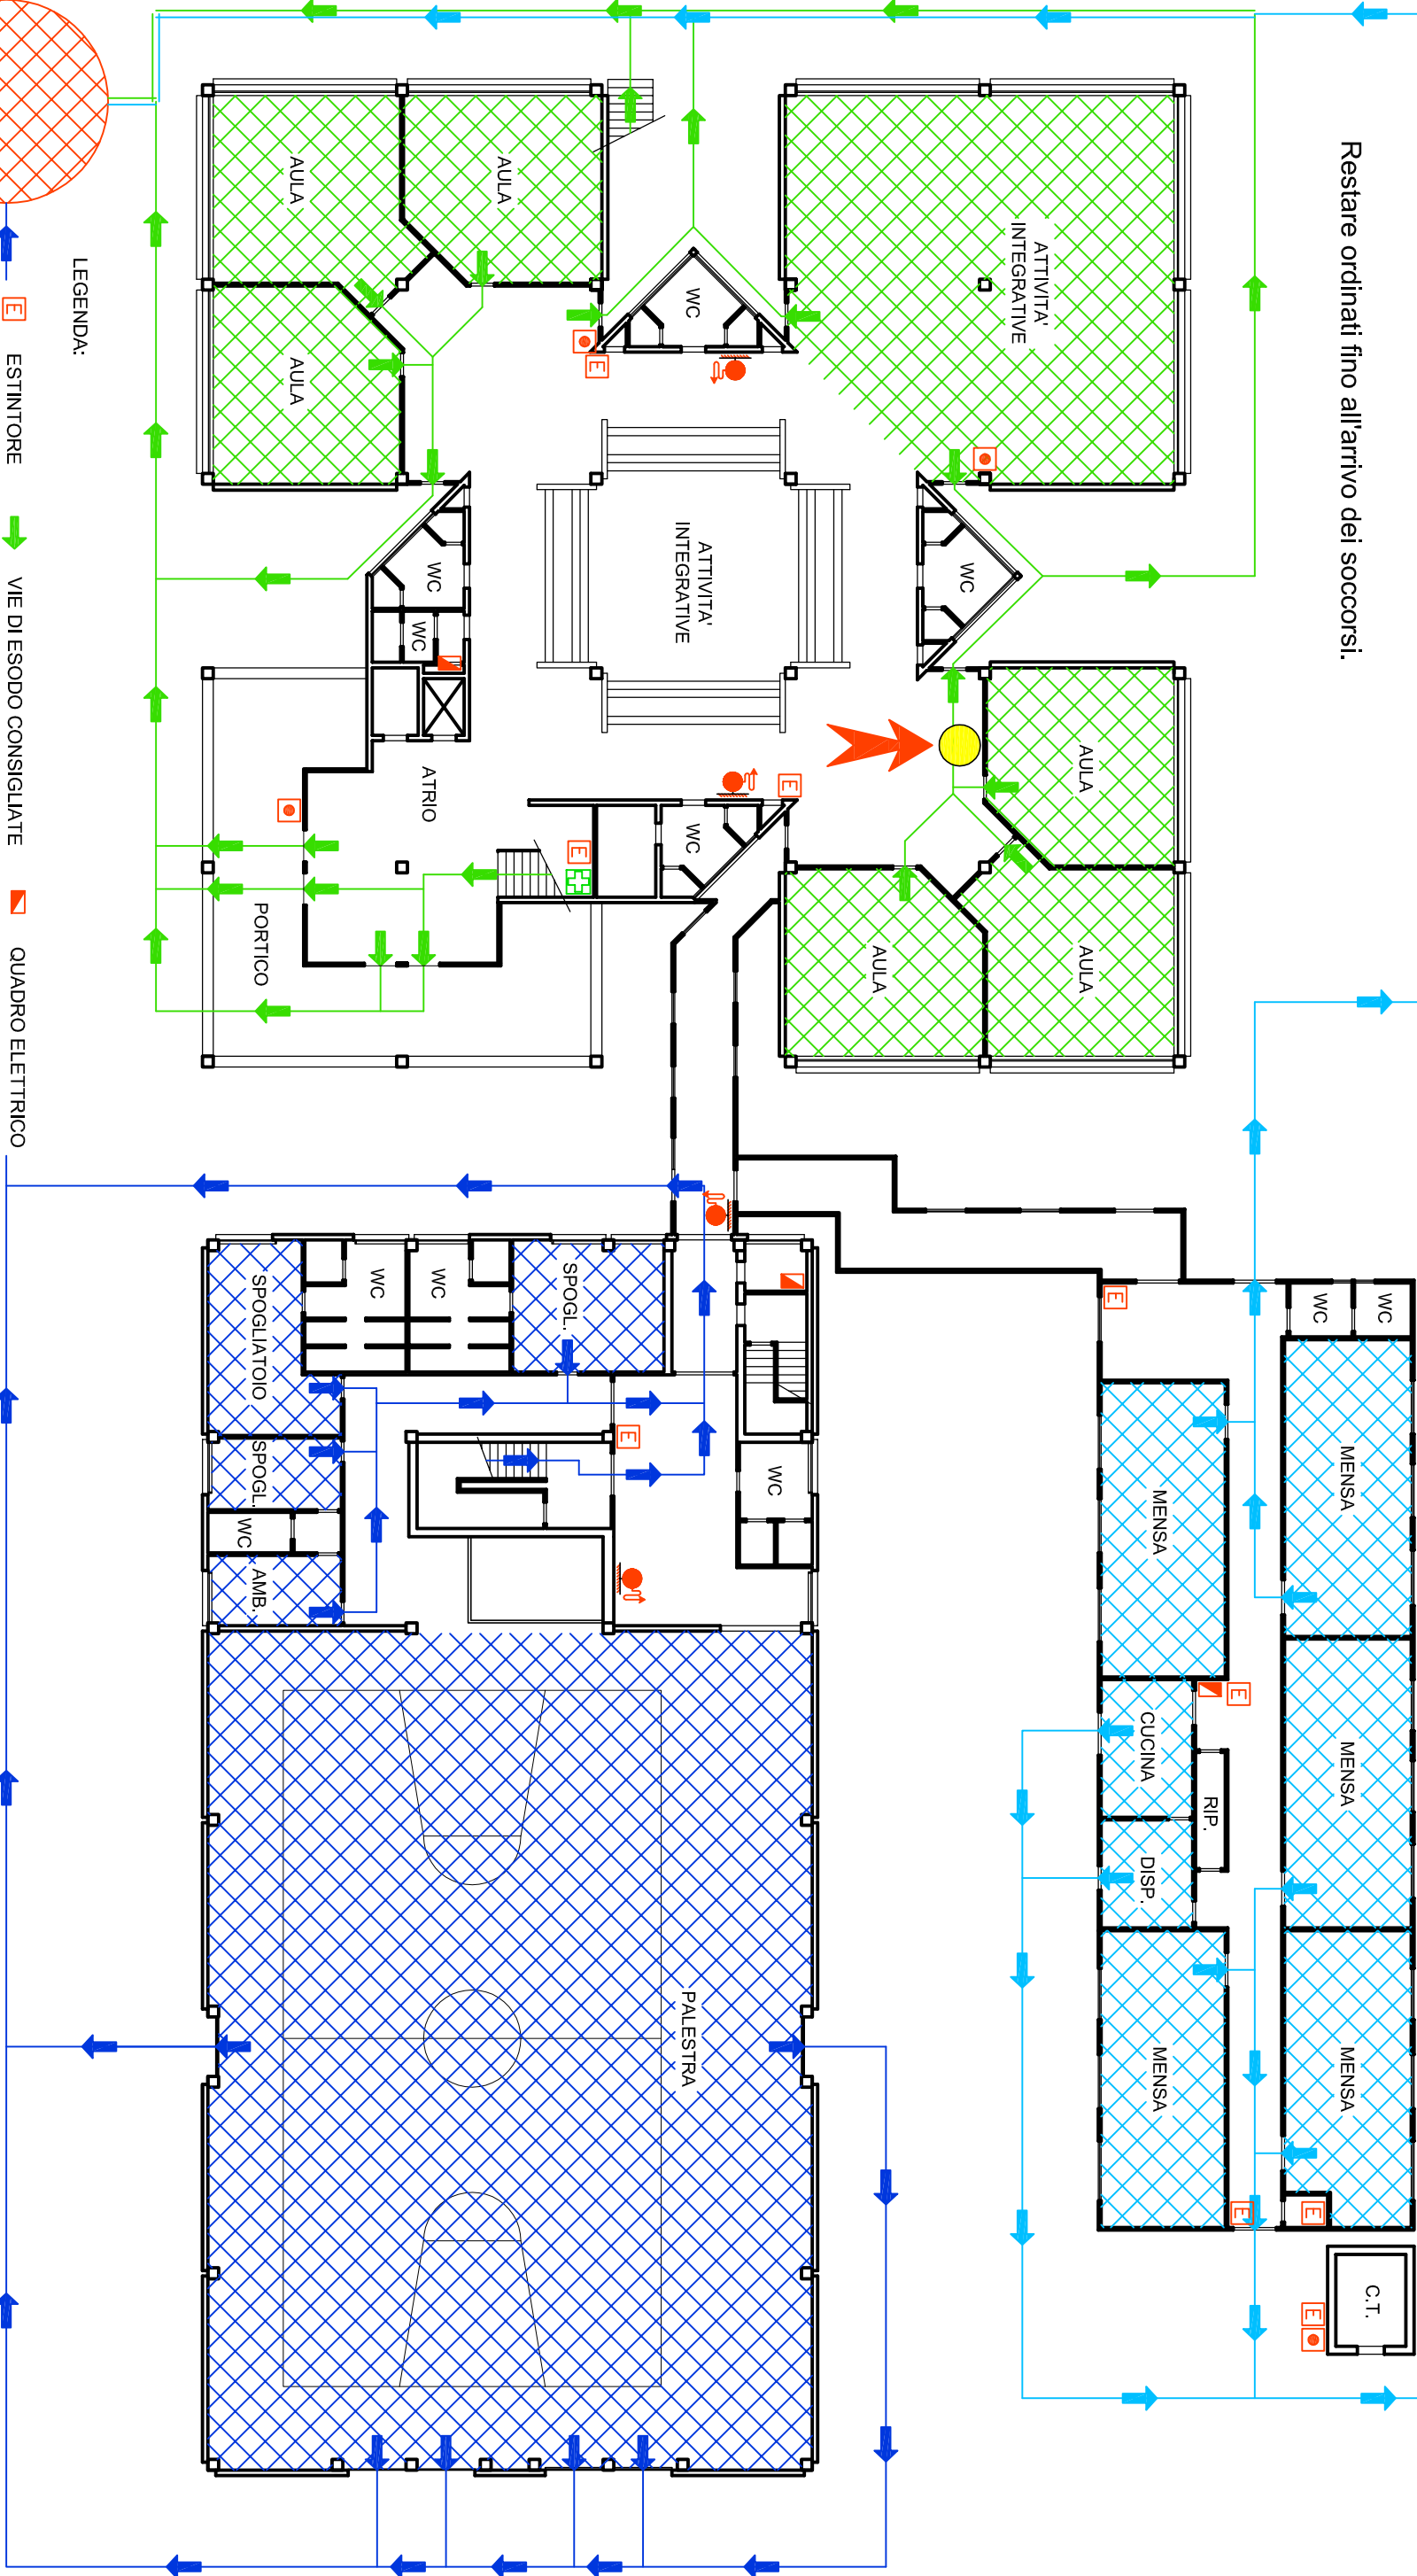 Restare ordinati fino all'arrivo dei soccorsi.
WC
C.T.
WC
MENSA
MENSA
MENSA
E
E
E
E
RIP.
MENSA
CUCINA
DISP.
MENSA
E
AULA
AULA
ATTIVITA'
INTEGRATIVE
WC
AULA
E
WC
ATTIVITA'
INTEGRATIVE
WC
WC
PALESTRA
E
E
E
SPOGL.
AULA
AULA
WC
WC
ATRIO
WC
WC
AULA
AULA
PORTICO
SPOGLIATOIO
SPOGL.
WC
AMB.
LEGENDA:
E ESTINTORE
VIE DI ESODO CONSIGLIATE
QUADRO ELETTRICO